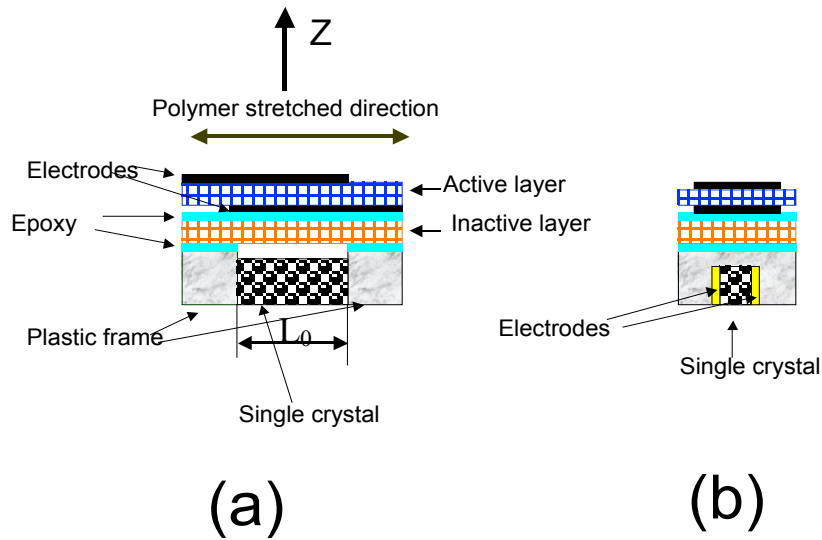 Z
Polymer stretched direction
Electrodes
Active layer
Epoxy
Inactive layer
Plastic frame
L0
Single crystal
Electrodes
Single crystal
(a)
(b)